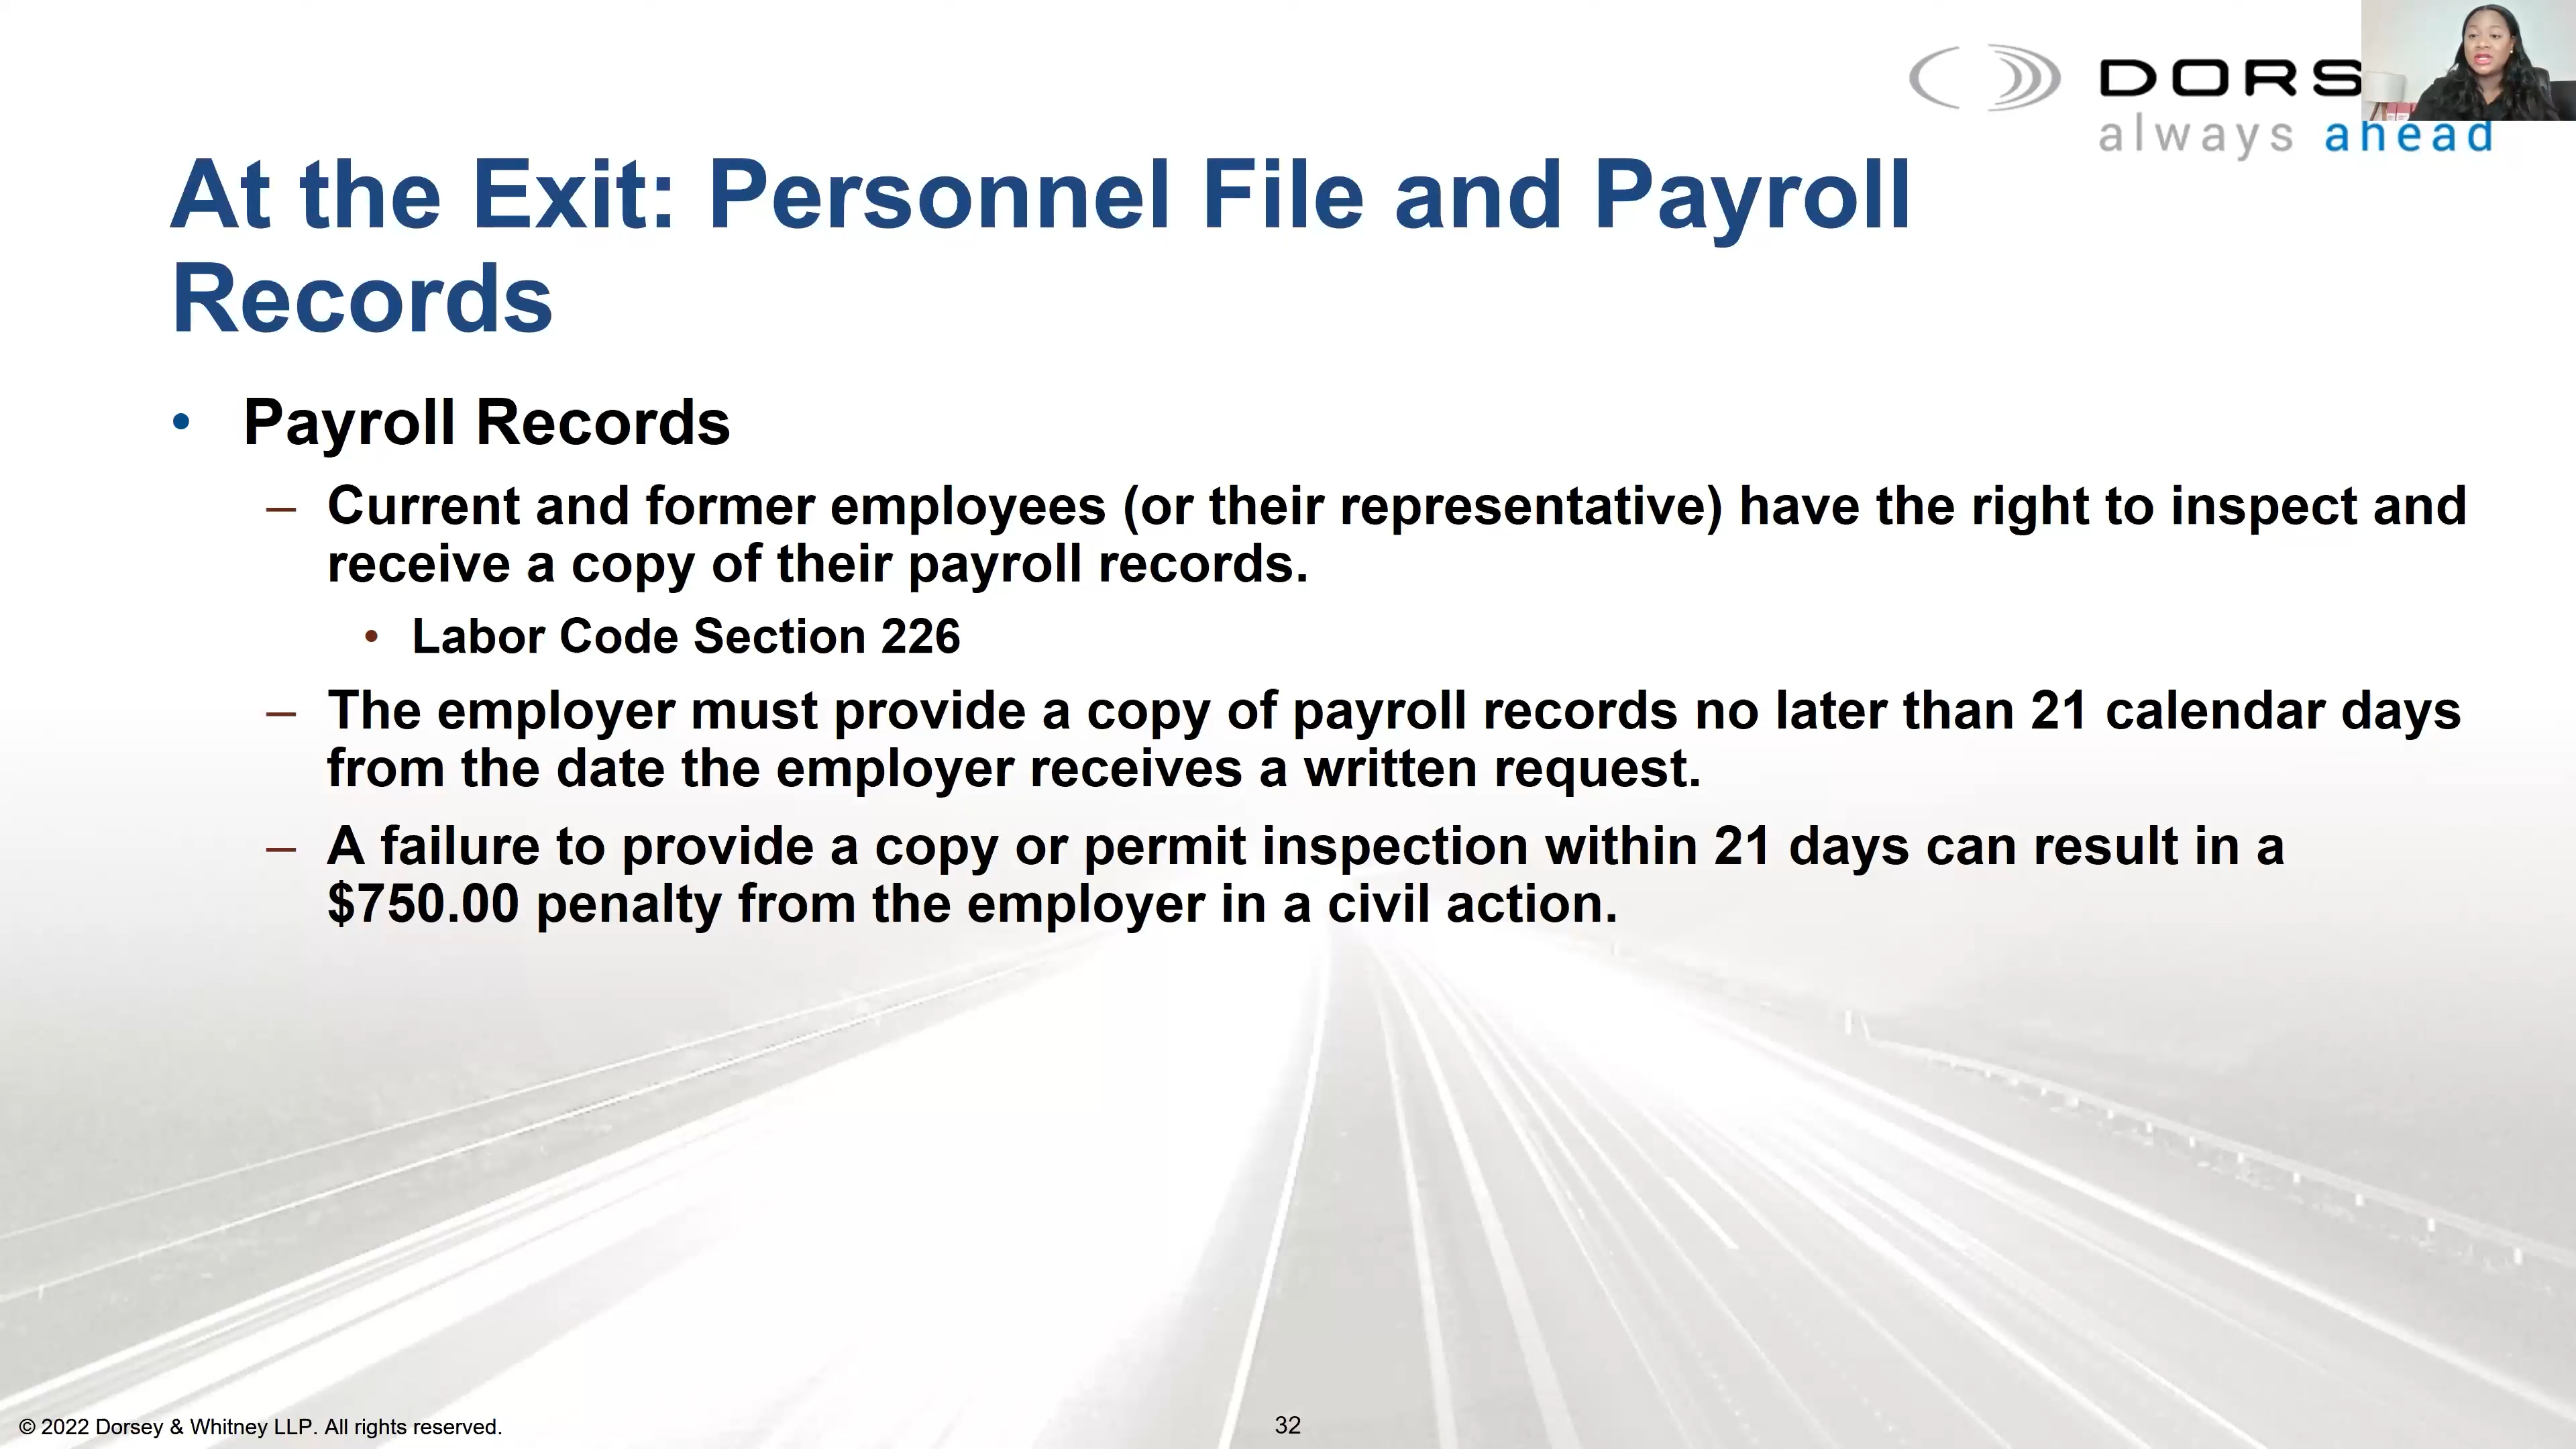 always ahead
At the Exit: Personnel File and Payroll
Records
• Payroll Records
– Current and former employees (or their representative) have the right to inspect and
receive a copy of their payroll records.
• Labor Code Section 226
– The employer must provide a copy of payroll records no later than 21 calendar days
from the date the employer receives a written request.
– A failure to provide a copy or permit inspection within 21 days can result in a
$750.00 penalty from the employer in a civil action.
© 2022 Dorsey & Whitney LLP. All rights reserved.
32